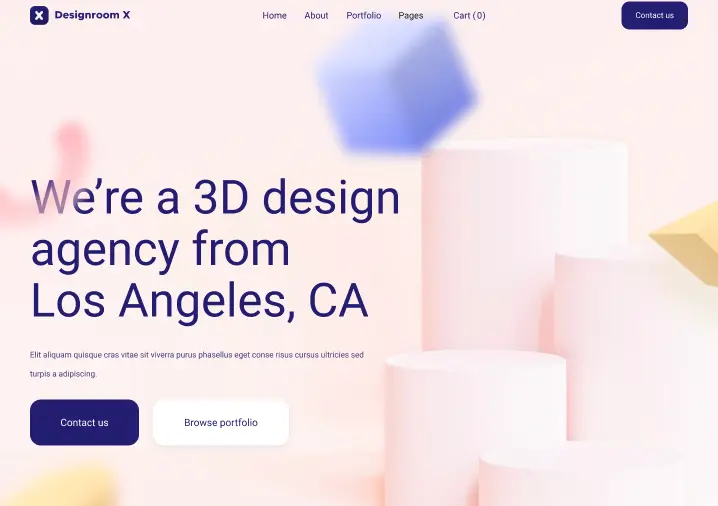 Designroom X
Home About Portfolio Pages Cart (0)
Contact us
We’re a 3D design
agency from
Los Angeles, CA
Elit aliquam quisque cras vitae sit viverra purus phasellus eget conse risus cursus ultricies sed
turpis a adipiscing.
Contact us
Browse portfolio